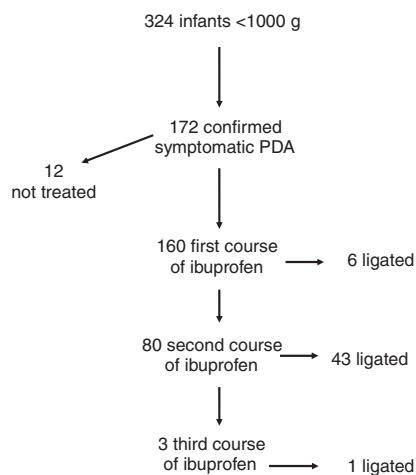 324 infants <1000 g
172 confirmed
symptomatic PDA
12
not treated
160 first course
of ibuprofen
6 ligated
80 second course
of ibuprofen
43 ligated
3 third course
of ibuprofen
1 ligated